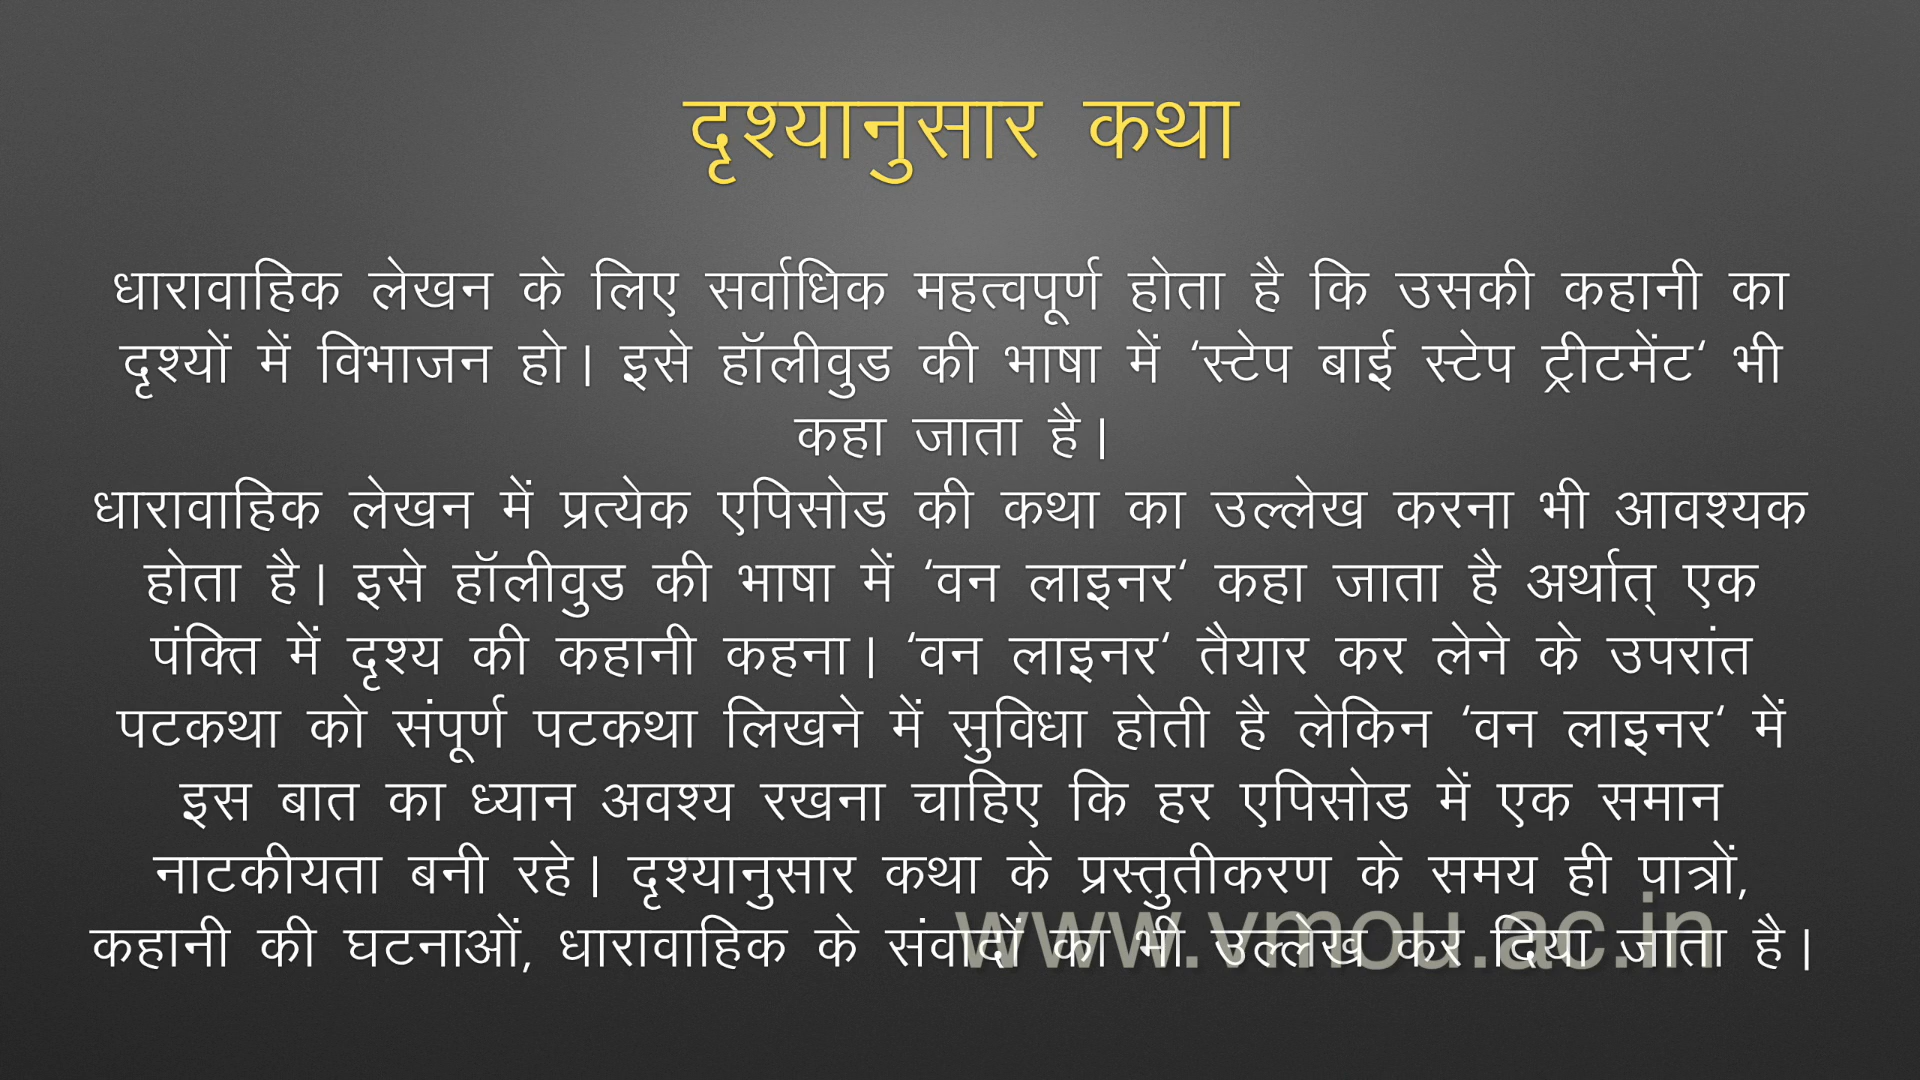 दृश्यानुसार कथा
धारावाहिक लेखन के लिए सर्वाधिक महत्वपूर्ण होता है कि उसकी कहानी का
दृश्यों में विभाजन हो। इसे हॉलीवुड की भाषा में ‘स्टेप बाई स्टेप ट्रीटमेंट‘ भी
कहा जाता है।
धारावाहिक लेखन में प्रत्येक एपिसोड की कथा का उल्लेख करना भी आवश्यक
होता है। इसे हॉलीवुड की भाषा में ‘वन लाइनर‘ कहा जाता है अर्थात् एक
पंक्ति में दृश्य की कहानी कहना। ‘वन लाइनर‘ तैयार कर लेने के उपरांत
पटकथा को संपूर्ण पटकथा लिखने में सुविधा होती है लेकिन ‘वन लाइनर‘ में
इस बात का ध्यान अवश्य रखना चाहिए कि हर एपिसोड में एक समान
नाटकीयता बनी रहे। दृश्यानुसार कथा के प्रस्तुतीकरण के समय ही पात्रों,
कहानी की घटनाओं, धारावाहिक के संवादों का भी उल्लेख कर दिया जाता है।
www.vmou.ac.in